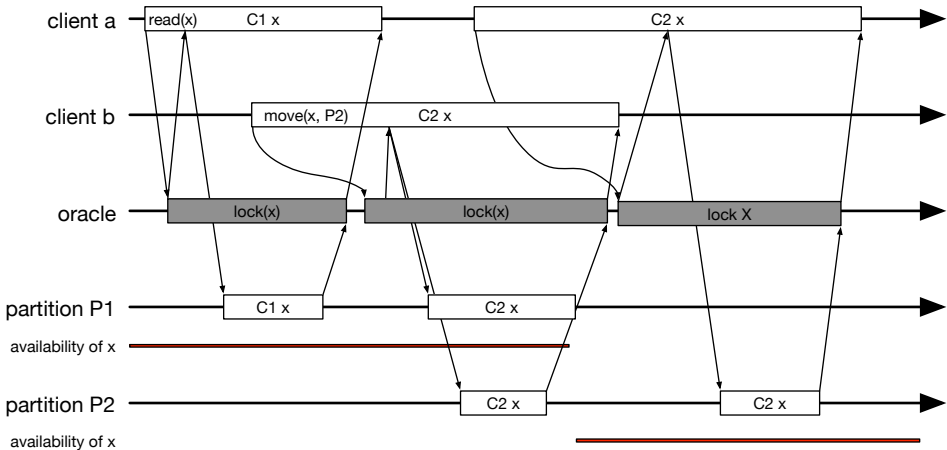 client a
read(x)
C1 x
C2 x
client b
move(x, P2)
C2 x
oracle
lock(x)
lock(x)
lock X
partition P1
C1 x
C2 x
availability of x
partition P2
C2 x
C2 x
availability of x